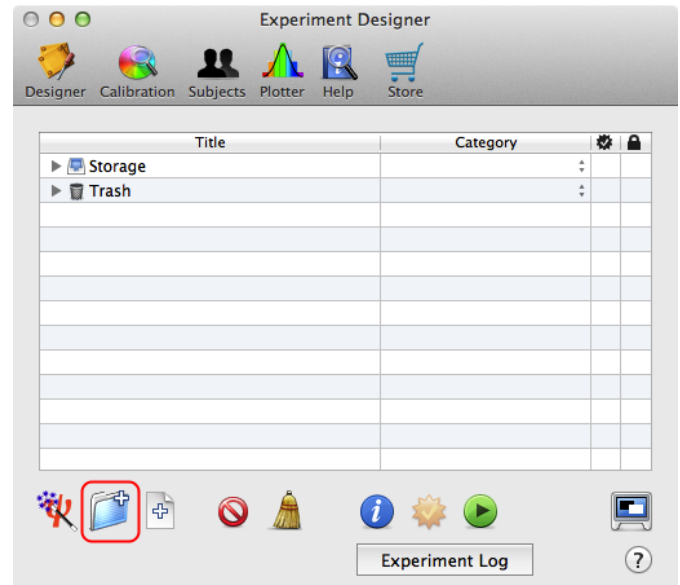 Experiment Designer
Designer Calibration Subjects Plotter Help Store
Title Category
Storage
Trash
Experiment Log ?